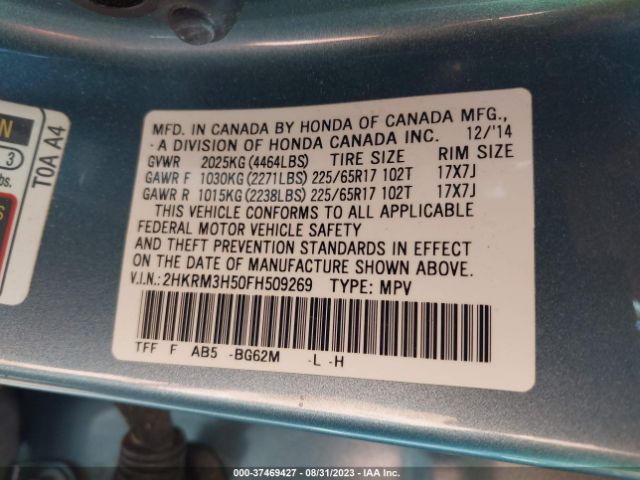 MFD. IN CANADA BY HONDA OF CANADA MFG.,
- A DIVISION OF HONDA CANADA INC. 12/'14
GVWR 2025KG (4464LBS) TIRE SIZE RIM SIZE
GAWR F 1030KG (2271LBS) 225/65R17 102T 17X7J
GAWR R 1015KG (2238LBS) 225/65R17 102T 17X7J
THIS VEHICLE CONFORMS TO ALL APPLICABLE
FEDERAL MOTOR VEHICLE SAFETY
AND THEFT PREVENTION STANDARDS IN EFFECT
ON THE DATE OF MANUFACTURE SHOWN ABOVE.
V.I.N.: 2HKRM3H50FH509269 TYPE: MPV
TFF F AB5 -BG62M -L -H
N
3
bs.
S
T0A A4
000-37469427 - 08/31/2023 - IAA Inc.